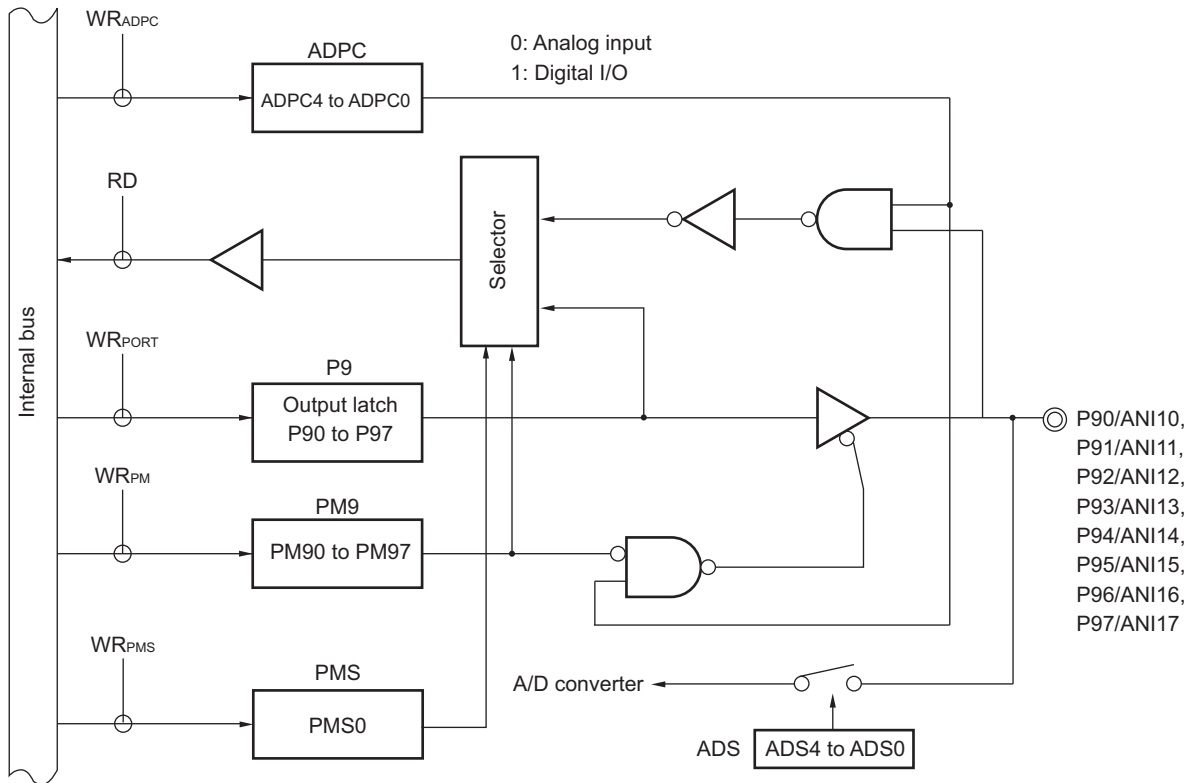 WRADPC
ADPC
ADPC4 to ADPC0
0: Analog input
1: Digital I/O
RD
Selector
Internal bus
WRPORT
P9
Output latch
P90 to P97
WRPM
PM9
PM90 to PM97
P90/ANI10,
P91/ANI11,
P92/ANI12,
P93/ANI13,
P94/ANI14,
P95/ANI15,
P96/ANI16,
P97/ANI17
WRPMS
PMS
PMS0
A/D converter
ADS
ADS4 to ADS0